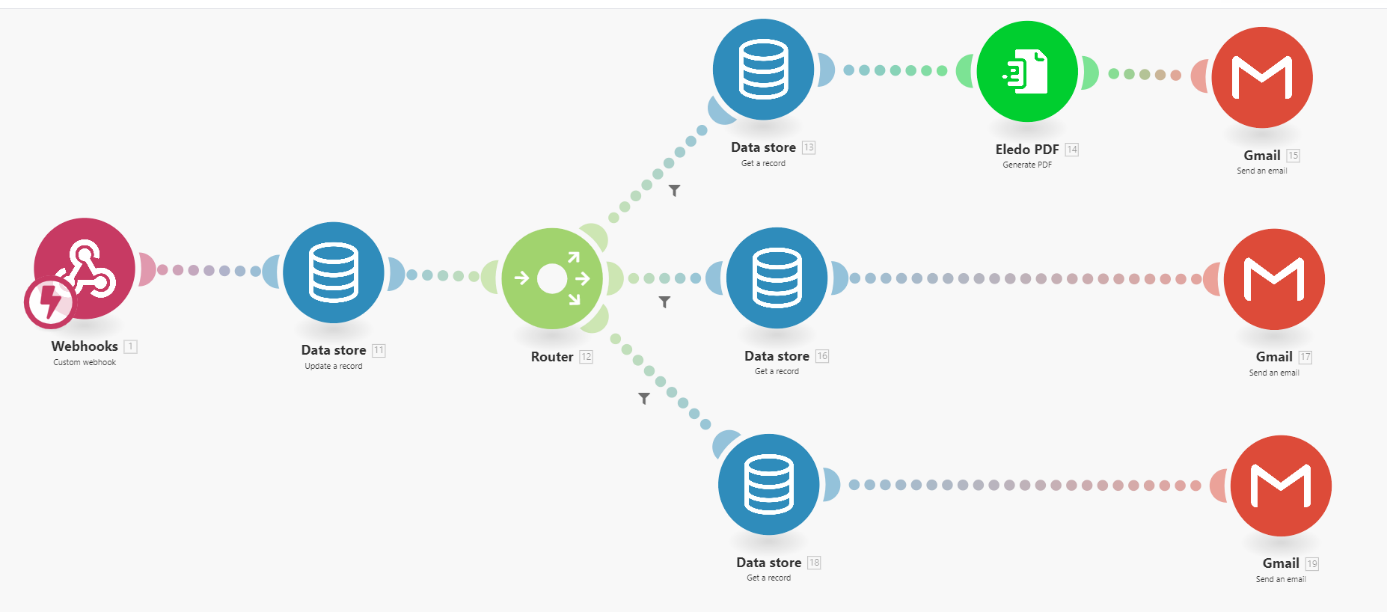 Data store 13
Get a record
Eledo PDF 14
Generate PDF
Gmail 15
Send an email
Webhooks 1
Custom webhook
Data store 11
Update a record
Router 12
Data store 16
Get a record
Gmail 17
Send an email
Data store 18
Get a record
Gmail 19
Send an email